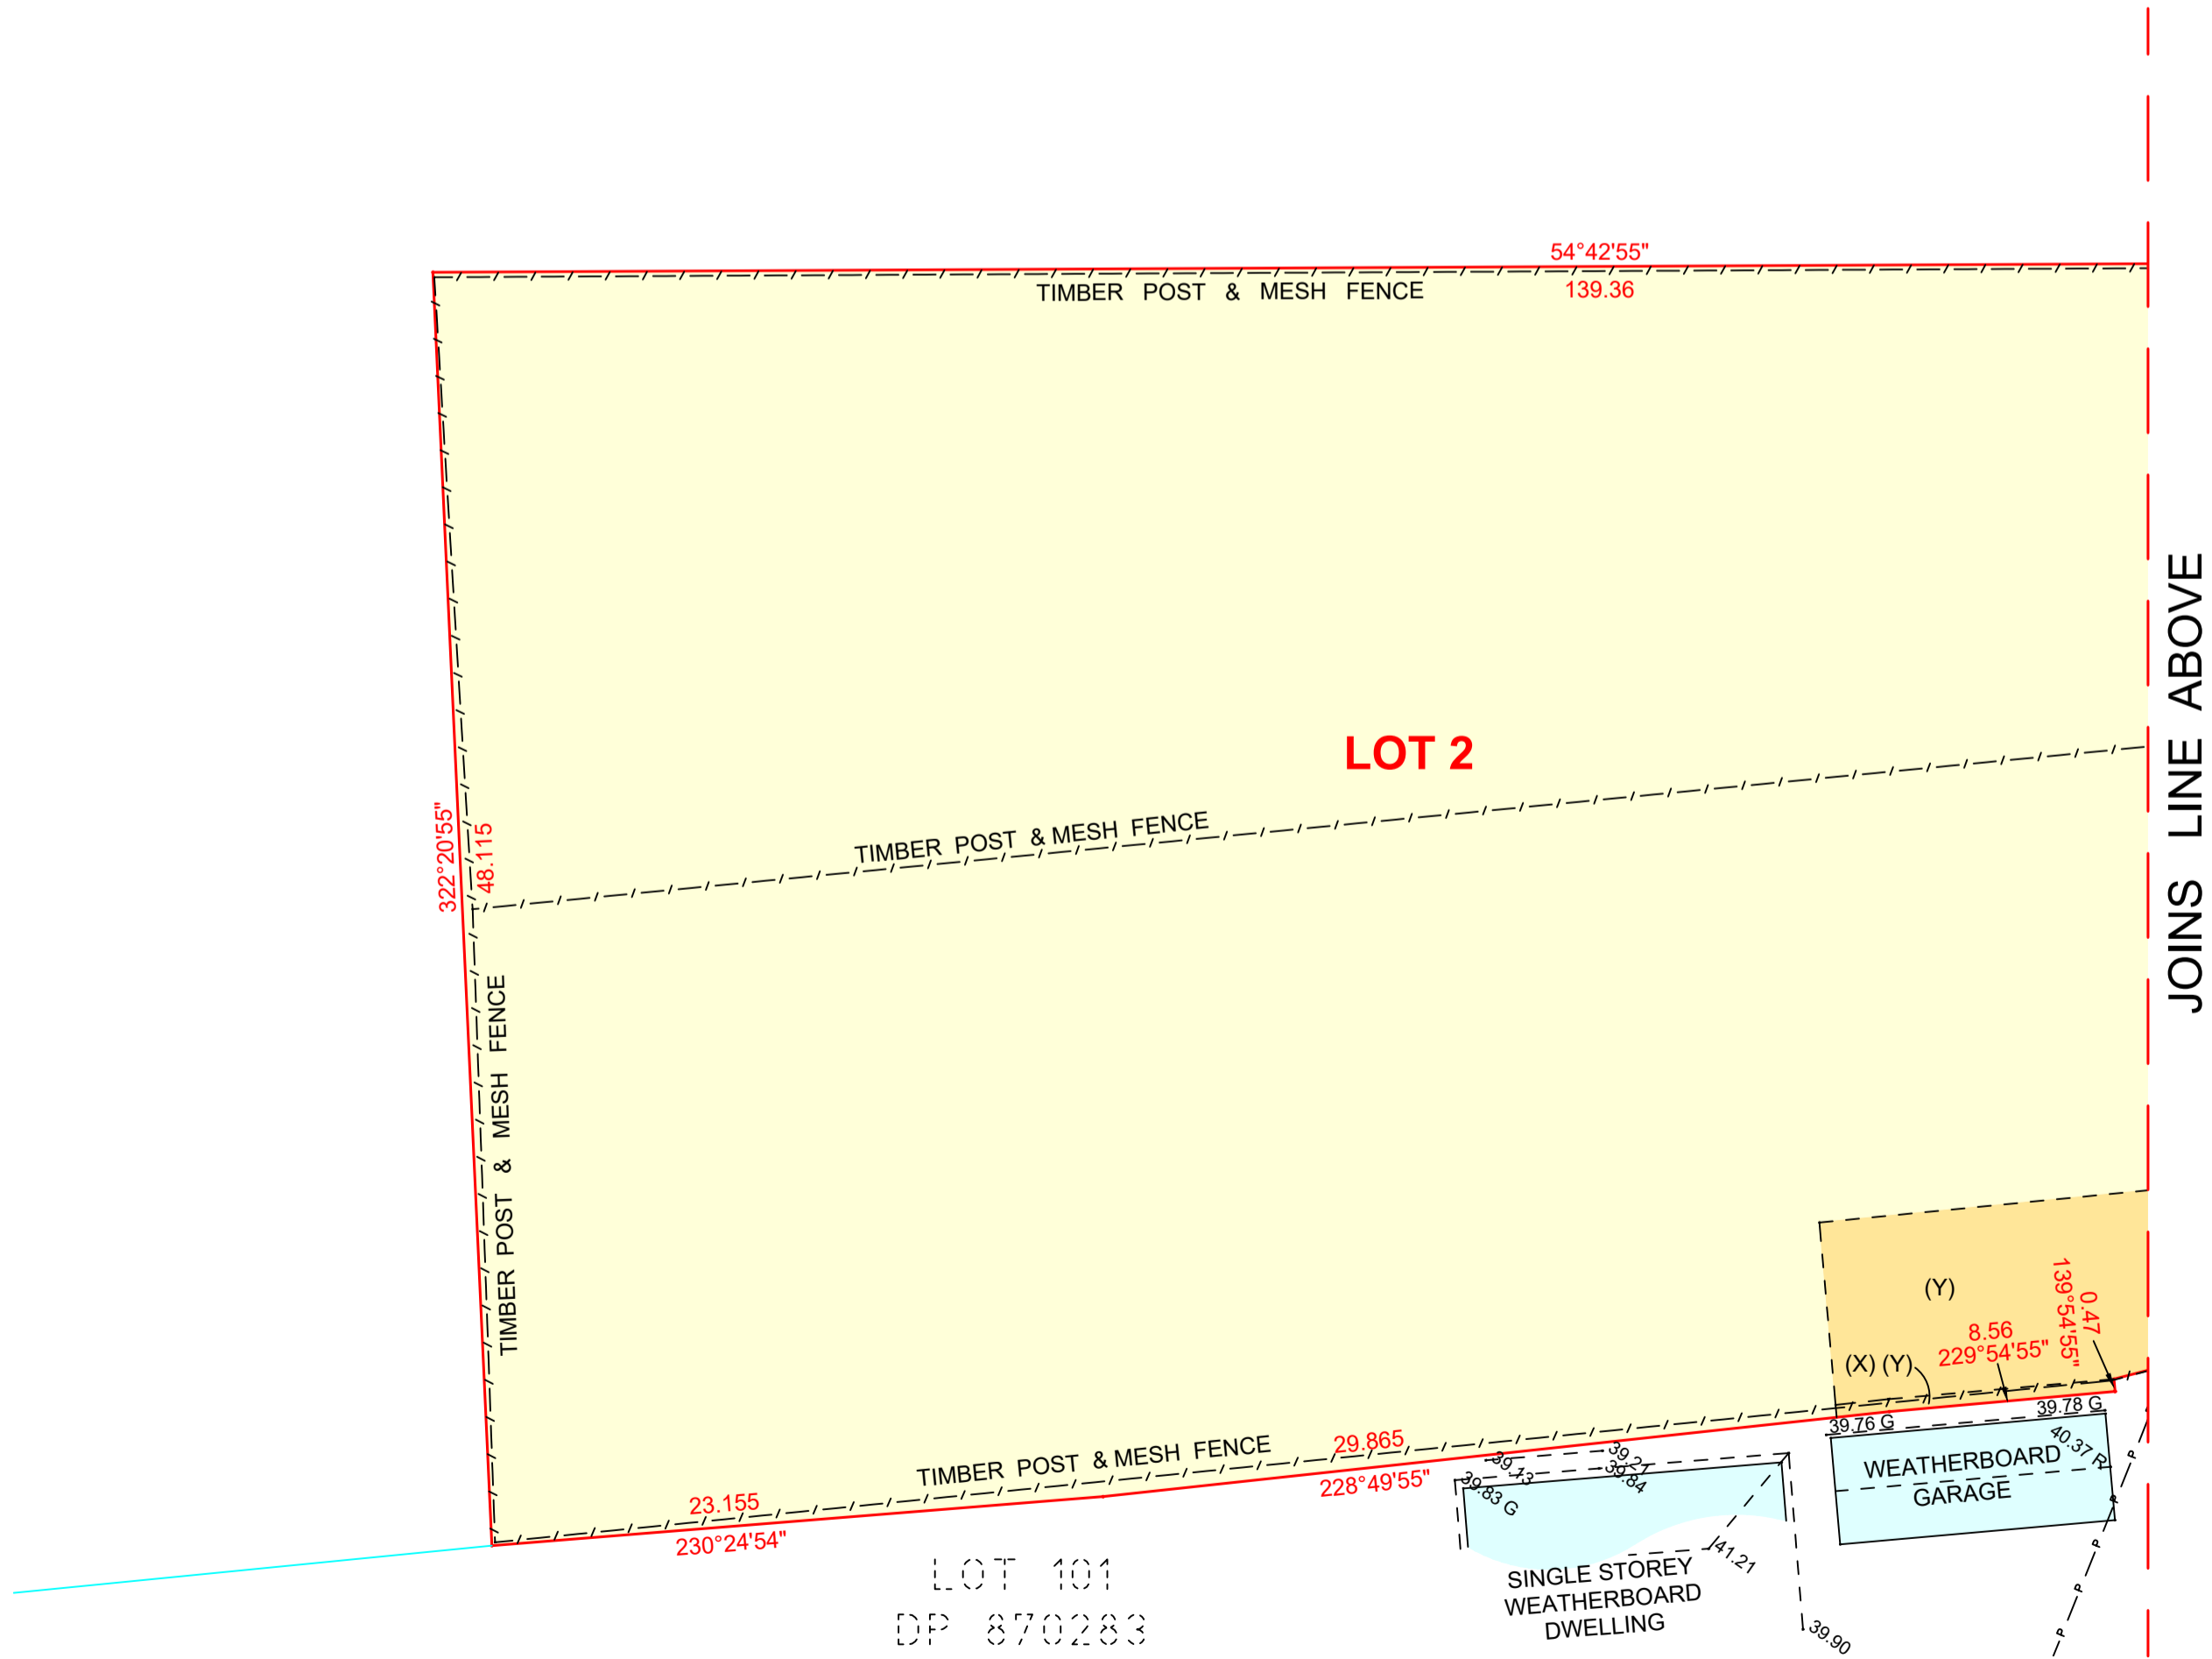 54°42'55"
TIMBER POST & MESH FENCE
139.36
LOT 2
TIMBER POST & MESH FENCE
322°20'55"
48.115
TIMBER POST & MESH FENCE
JOINS LINE ABOVE
(Y)
139°54'55"
0.47
8.56
229°54'55"
(X) (Y)
39.78 G
39.76 G
40.37 R
WEATHERBOARD
GARAGE
TIMBER POST & MESH FENCE
29.865
228°49'55"
39.21
39.13
39.84
39.83 G
23.155
230°24'54"
41.21
SINGLE STOREY
WEATHERBOARD
DWELLING
39.90
LOT 101
DP 870283
P
P
P
P